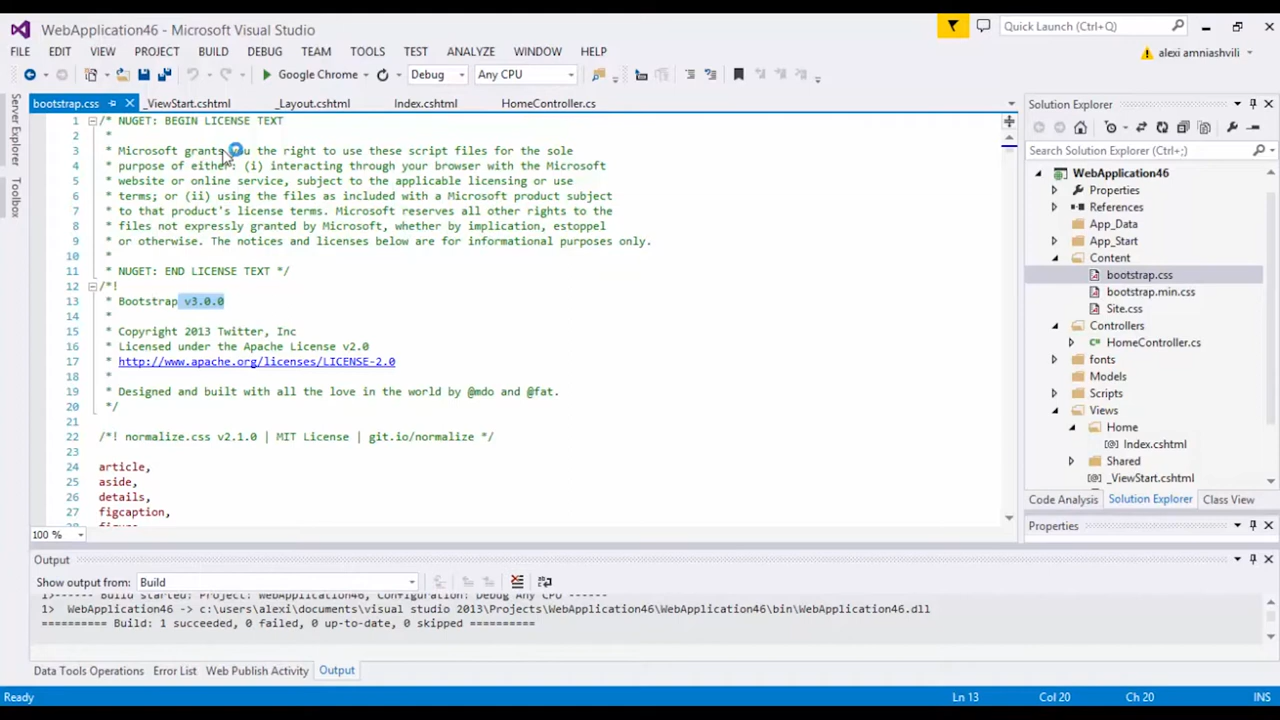 WebApplication46 - Microsoft Visual Studio
Quick Launch (Ctrl+Q)
FILE EDIT VIEW PROJECT BUILD DEBUG TEAM TOOLS TEST ANALYZE WINDOW HELP
alexi amniashvili
Google Chrome Debug Any CPU
Server Explorer
Toolbox
bootstrap.css _ViewStart.cshtml _Layout.cshtml Index.cshtml HomeController.cs
1 /* NUGET: BEGIN LICENSE TEXT
2 *
3 * Microsoft grants you the right to use these script files for the sole
4 * purpose of either: (i) interacting through your browser with the Microsoft
5 * website or online service, subject to the applicable licensing or use
6 * terms; or (ii) using the files as included with a Microsoft product subject
7 * to that product's license terms. Microsoft reserves all other rights to the
8 * files not expressly granted by Microsoft, whether by implication, estoppel
9 * or otherwise. The notices and licenses below are for informational purposes only.
10 *
11 * NUGET: END LICENSE TEXT */
12 /*!
13 * Bootstrap v3.0.0
14 *
15 * Copyright 2013 Twitter, Inc
16 * Licensed under the Apache License v2.0
17 * http://www.apache.org/licenses/LICENSE-2.0
18 *
19 * Designed and built with all the love in the world by @mdo and @fat.
20 */
21
22 /*! normalize.css v2.1.0 | MIT License | git.io/normalize */
23
24 article,
25 aside,
26 details,
27 figcaption,
28 figure,
100 %
Solution Explorer
Search Solution Explorer (Ctrl+;)
WebApplication46
Properties
References
App_Data
App_Start
Content
bootstrap.css
bootstrap.min.css
Site.css
Controllers
HomeController.cs
fonts
Models
Scripts
Views
Home
Index.cshtml
Shared
_ViewStart.cshtml
Code Analysis Solution Explorer Class View
Properties
Output
Show output from: Build
1>------ Build started: Project: WebApplication46, Configuration: Debug Any CPU ------
1> WebApplication46 -> c:\users\alexi\documents\visual studio 2013\Projects\WebApplication46\WebApplication46\bin\WebApplication46.dll
========== Build: 1 succeeded, 0 failed, 0 up-to-date, 0 skipped ==========
Data Tools Operations Error List Web Publish Activity Output
Ready Ln 13 Col 20 Ch 20 INS